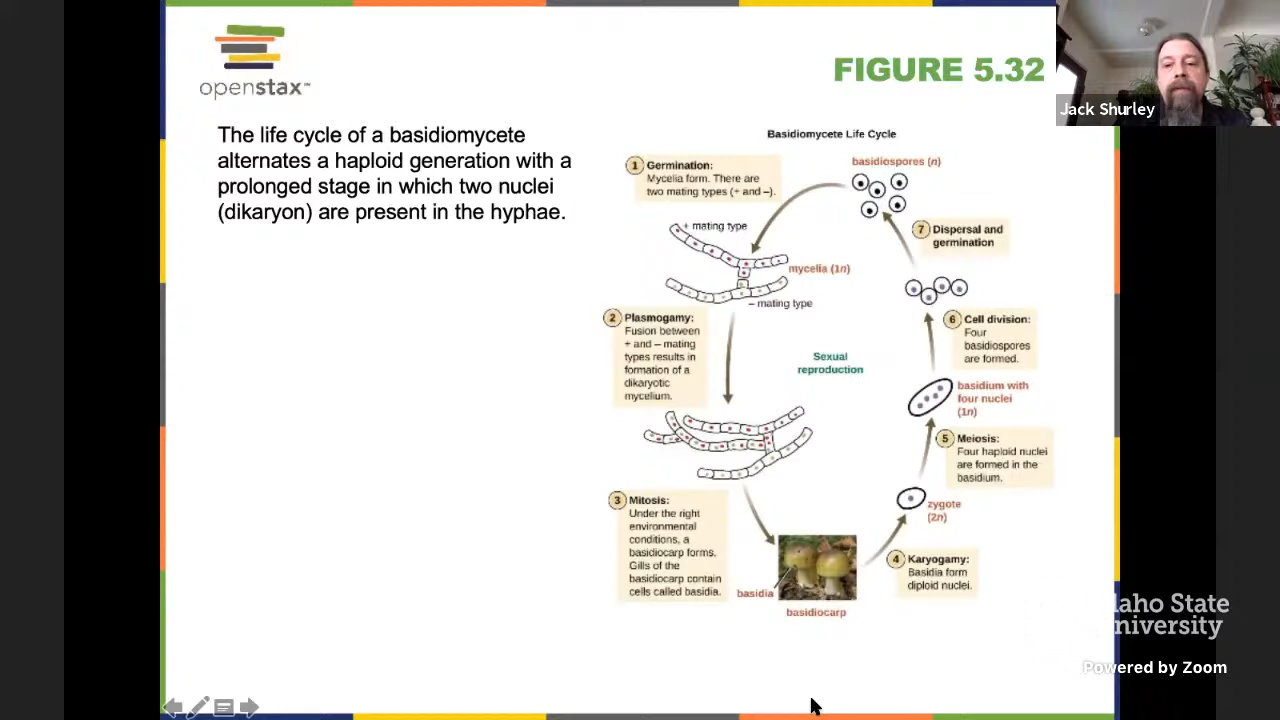 openstax™
FIGURE 5.32
Jack Shurley
The life cycle of a basidiomycete
alternates a haploid generation with a
prolonged stage in which two nuclei
(dikaryon) are present in the hyphae.
Basidiomycete Life Cycle
1 Germination:
Mycelia form. There are
two mating types (+ and –).
basidiospores (n)
+ mating type
mycelia (1n)
– mating type
7 Dispersal and
germination
2 Plasmogamy:
Fusion between
+ and – mating
types results in
formation of a
dikaryotic
mycelium.
Sexual
reproduction
6 Cell division:
Four
basidiospores
are formed.
basidium with
four nuclei
(1n)
5 Meiosis:
Four haploid nuclei
are formed in the
basidium.
3 Mitosis:
Under the right
environmental
conditions, a
basidiocarp forms.
Gills of the
basidiocarp contain
cells called basidia.
zygote
(2n)
4 Karyogamy:
Basidia form
diploid nuclei.
basidia
basidiocarp
Idaho State
University
Powered by Zoom